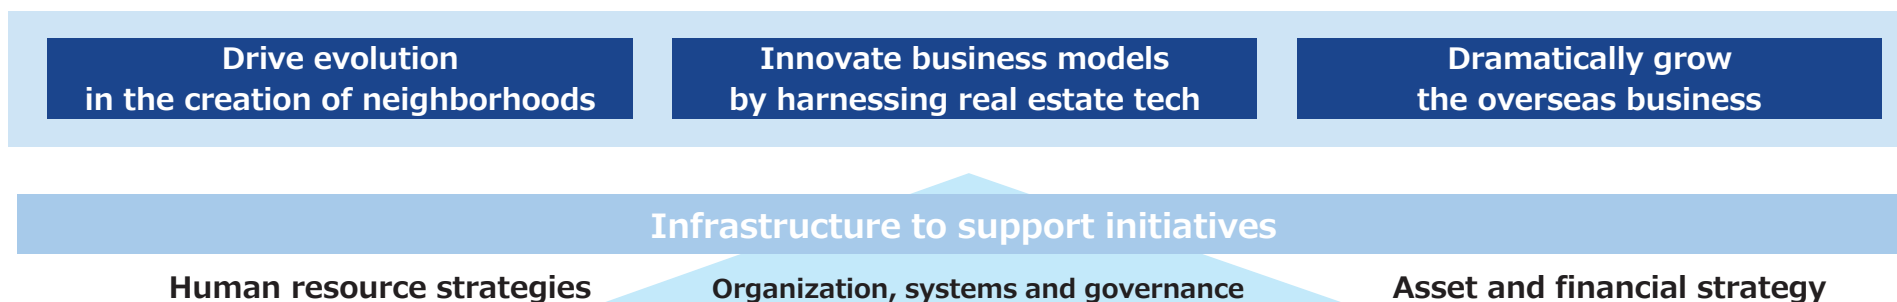 Drive evolution
in the creation of neighborhoods
Innovate business models
by harnessing real estate tech
Dramatically grow
the overseas business
Infrastructure to support initiatives
Human resource strategies
Organization, systems and governance
Asset and financial strategy